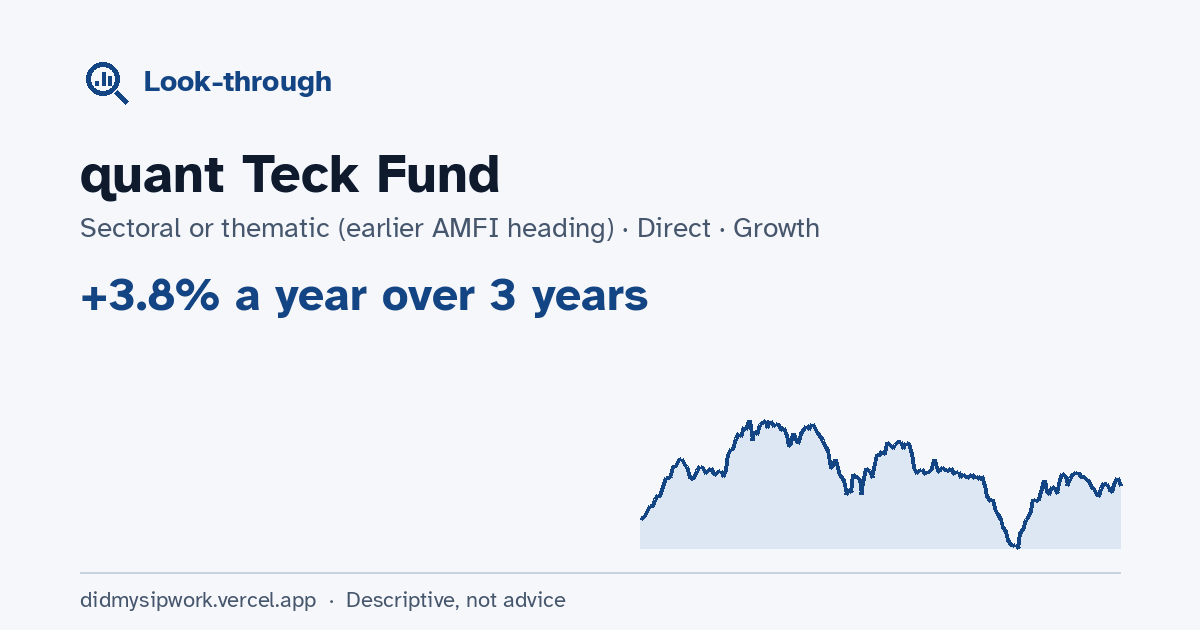 Look-through
quant Teck Fund
Sectoral or thematic (earlier AMFI heading) · Direct · Growth
+3.8% a year over 3 years
didmysipwork.vercel.app · Descriptive, not advice